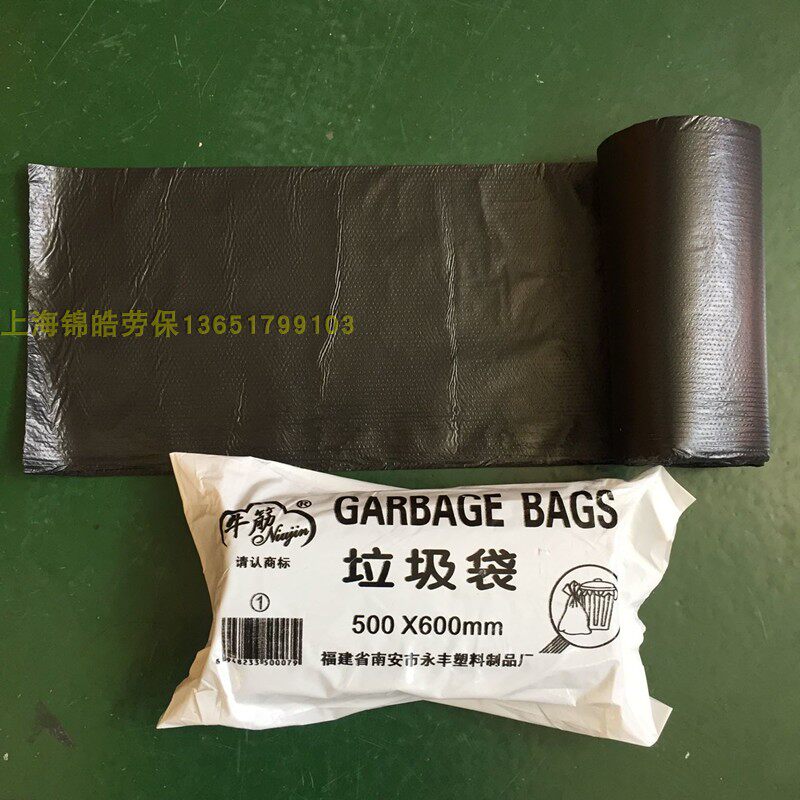 上海锦皓劳保13651799103
牛筋®
Niujin
GARBAGE BAGS
请认商标
垃圾袋
①
500 X600mm
6948233500079
福建省南安市永丰塑料制品厂